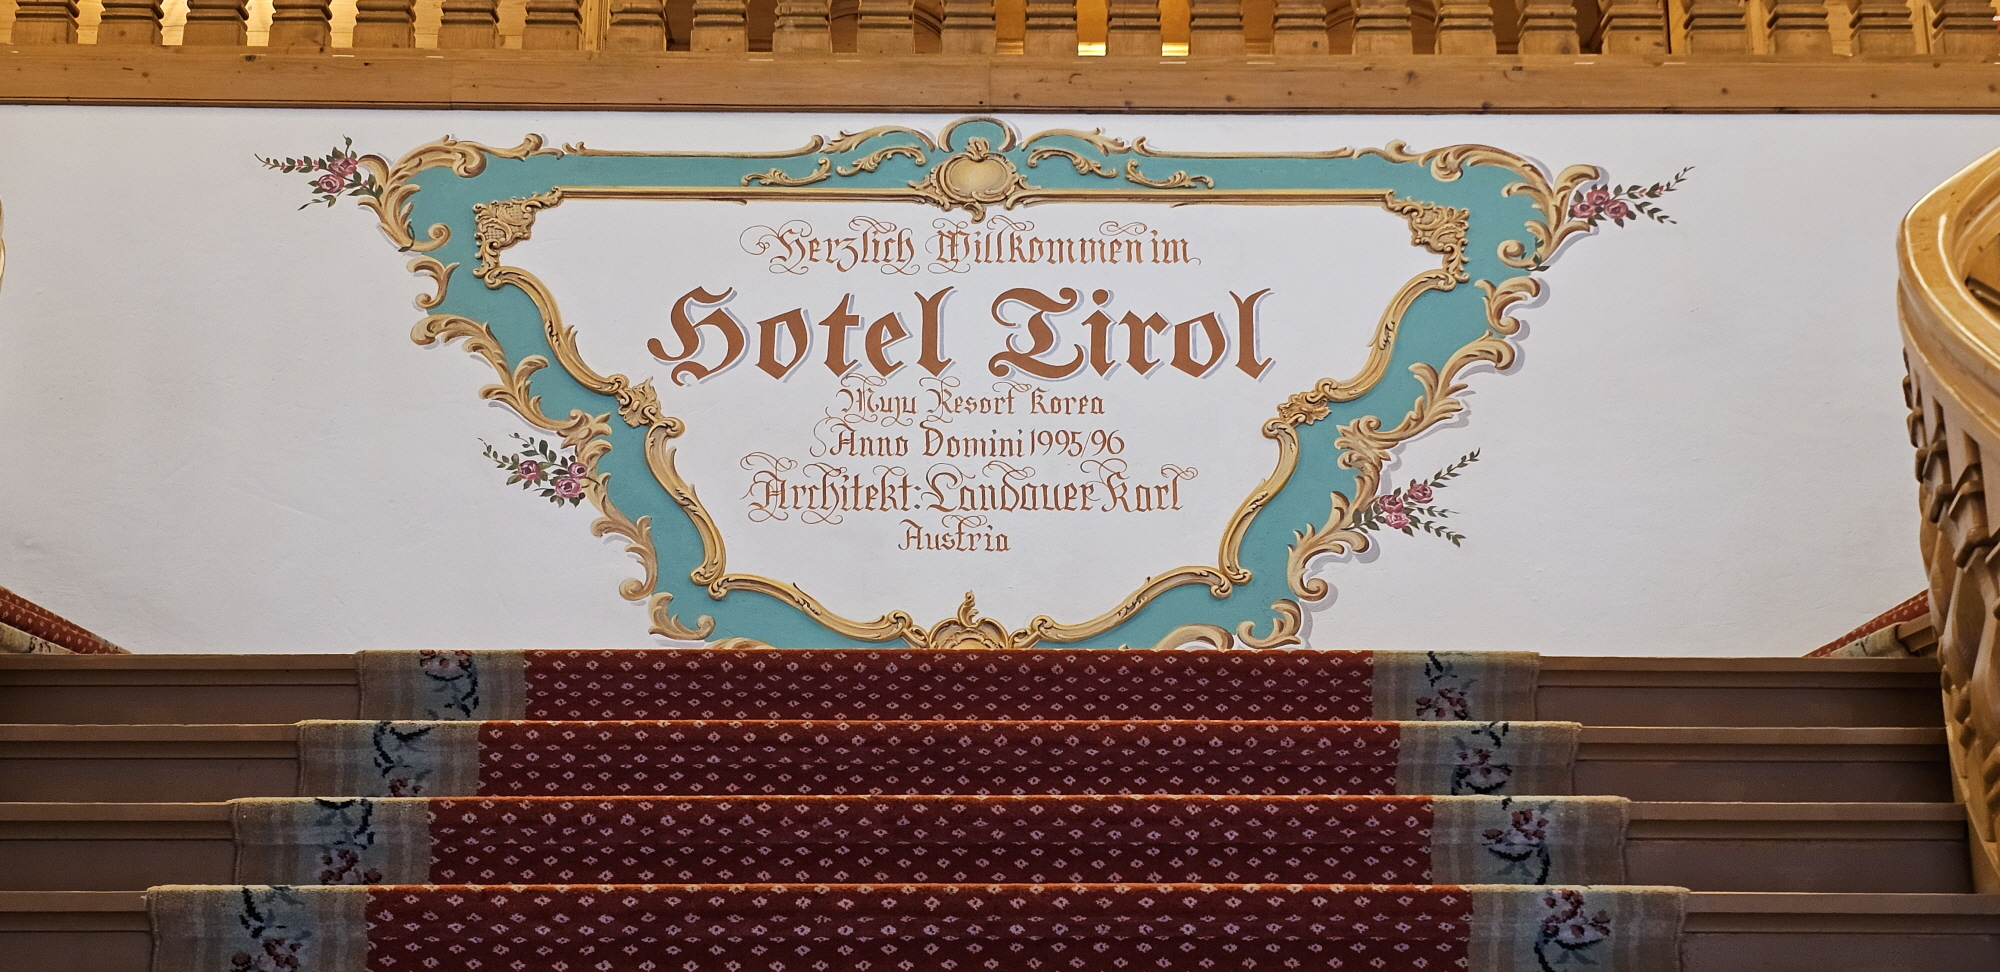 Herzlich Willkommen im
Hotel Tirol
Muju Resort Korea
Anno Domini 1995/96
Architekt: Landauer Karl
Austria